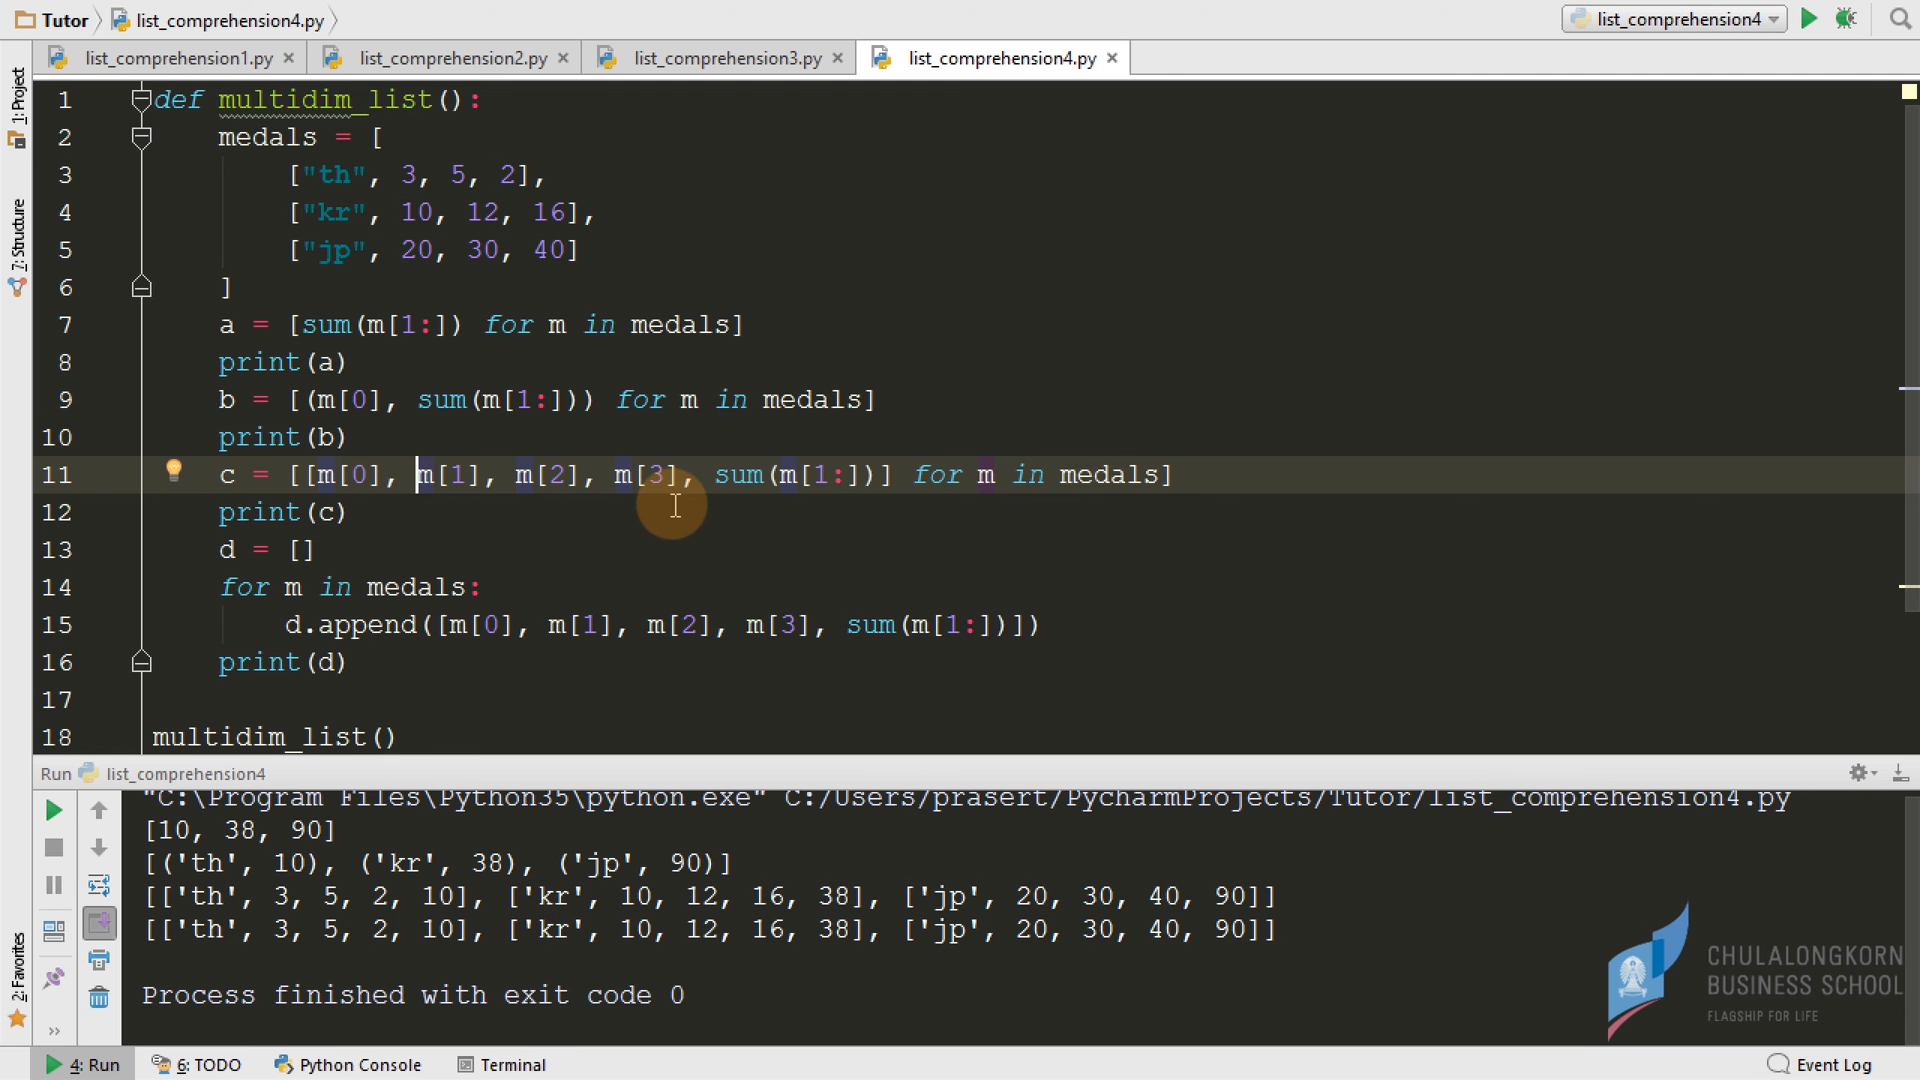 Tutor list_comprehension4.py list_comprehension4
list_comprehension1.py list_comprehension2.py list_comprehension3.py list_comprehension4.py
1: Project
7: Structure
2: Favorites
1 def multidim_list():
2 medals = [
3 ["th", 3, 5, 2],
4 ["kr", 10, 12, 16],
5 ["jp", 20, 30, 40]
6 ]
7 a = [sum(m[1:]) for m in medals]
8 print(a)
9 b = [(m[0], sum(m[1:])) for m in medals]
10 print(b)
11 c = [[m[0], m[1], m[2], m[3], sum(m[1:])] for m in medals]
12 print(c)
13 d = []
14 for m in medals:
15 d.append([m[0], m[1], m[2], m[3], sum(m[1:])])
16 print(d)
17
18 multidim_list()
Run list_comprehension4
"C:\Program Files\Python35\python.exe" C:/Users/prasert/PycharmProjects/Tutor/list_comprehension4.py
[10, 38, 90]
[('th', 10), ('kr', 38), ('jp', 90)]
[['th', 3, 5, 2, 10], ['kr', 10, 12, 16, 38], ['jp', 20, 30, 40, 90]]
[['th', 3, 5, 2, 10], ['kr', 10, 12, 16, 38], ['jp', 20, 30, 40, 90]]
Process finished with exit code 0
CHULALONGKORN
BUSINESS SCHOOL
FLAGSHIP FOR LIFE
4: Run 6: TODO Python Console Terminal Event Log